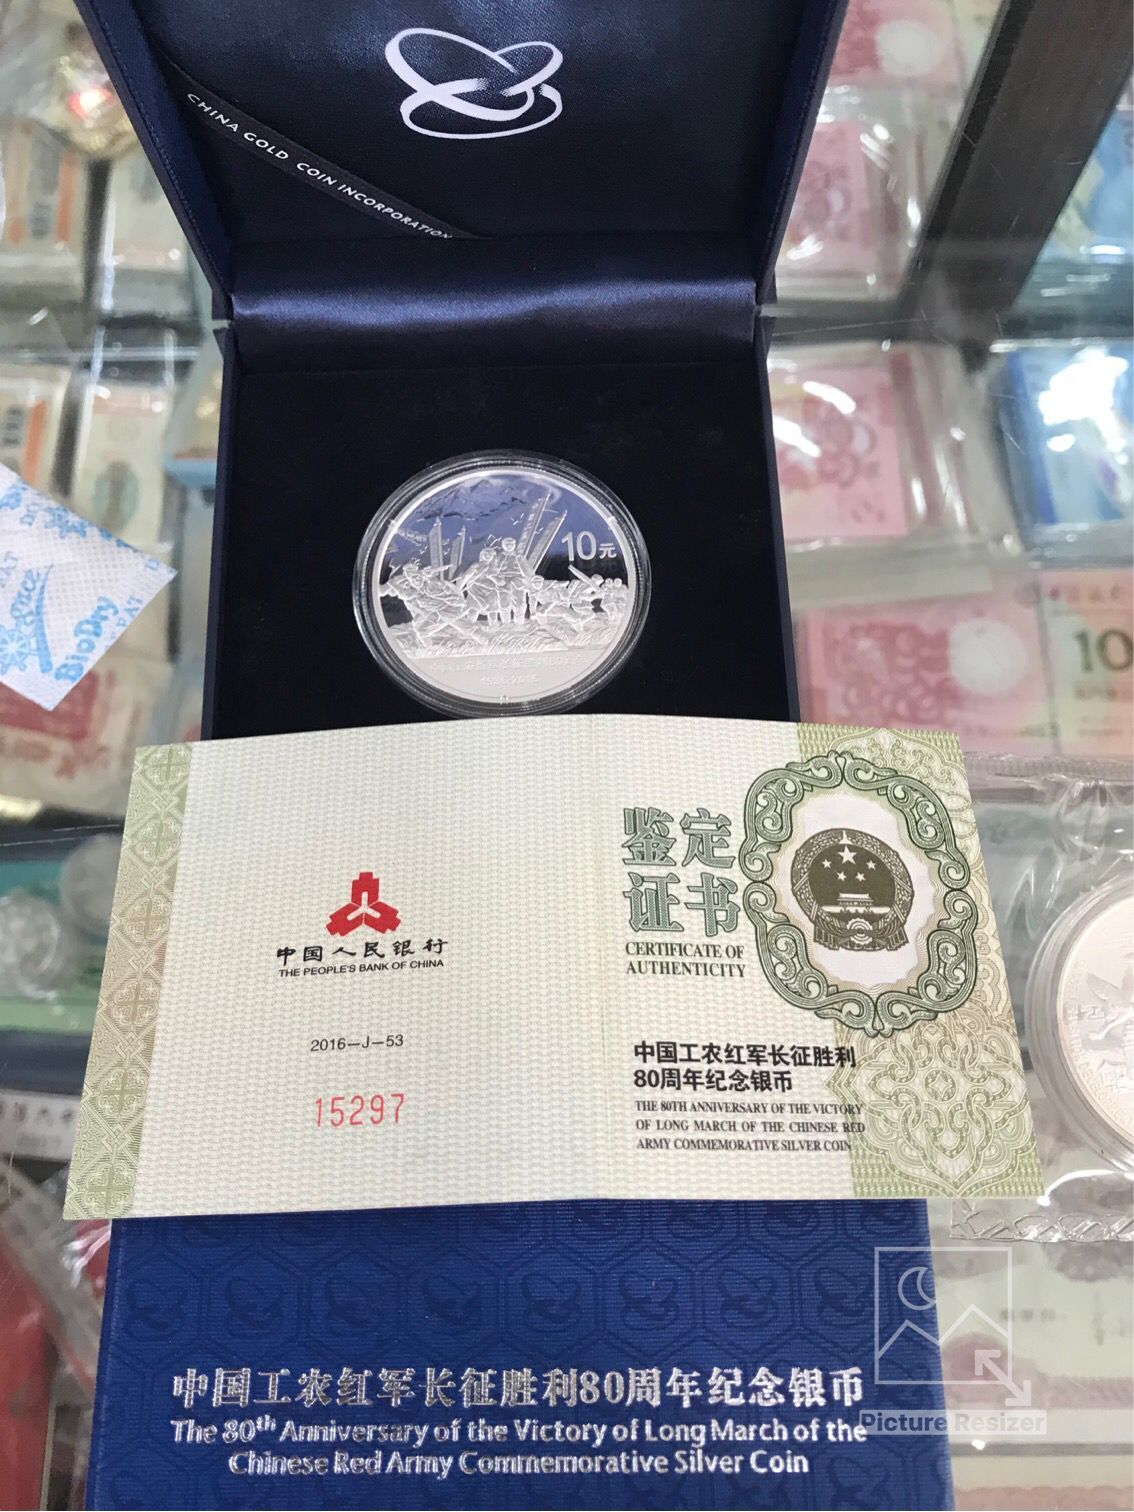 CHINA GOLD COIN INCORPORATION
10元
BioDry
中国人民银行
THE PEOPLE'S BANK OF CHINA
2016-J-53
15297
鉴定
证书
CERTIFICATE OF
AUTHENTICITY
中国工农红军长征胜利
80周年纪念银币
THE 80TH ANNIVERSARY OF THE VICTORY
OF LONG MARCH OF THE CHINESE RED
ARMY COMMEMORATIVE SILVER COIN
10
中国工农红军长征胜利80周年纪念银币
The 80th Anniversary of the Victory of Long March of the
Chinese Red Army Commemorative Silver Coin
Picture Resizer